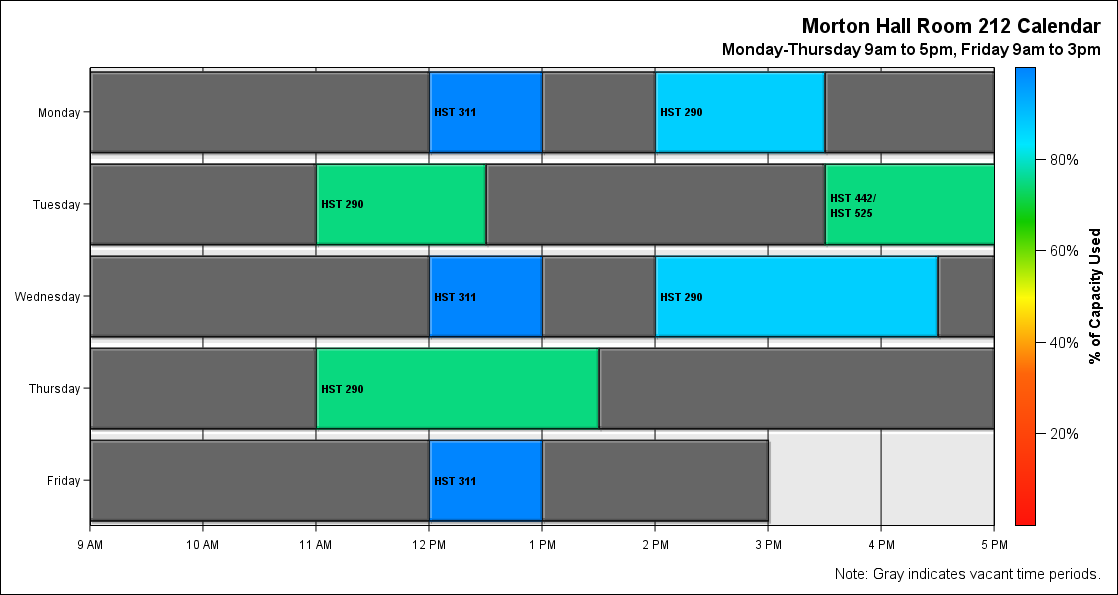 Morton Hall Room 212 Calendar
Monday-Thursday 9am to 5pm, Friday 9am to 3pm
Monday
HST 311
HST 290
Tuesday
HST 290
HST 442/
HST 525
Wednesday
HST 311
HST 290
Thursday
HST 290
Friday
HST 311
9 AM 10 AM 11 AM 12 PM 1 PM 2 PM 3 PM 4 PM 5 PM
80%
60%
40%
20%
% of Capacity Used
Note: Gray indicates vacant time periods.